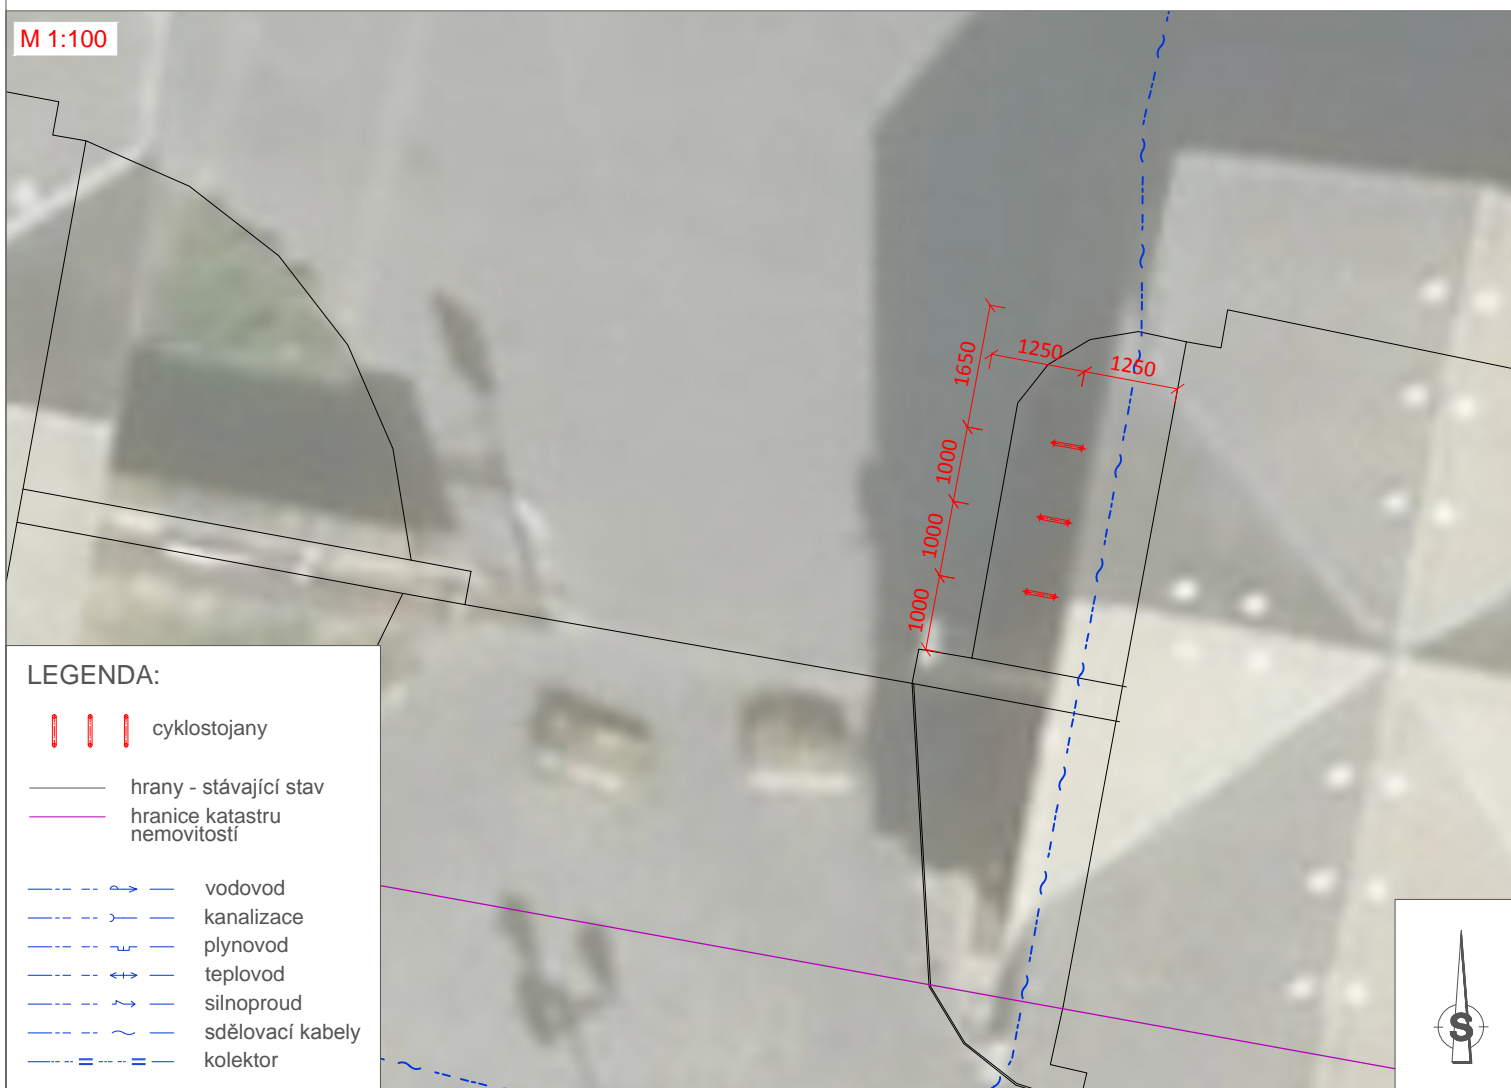 M 1:100
1250
1250
1650
1000
1000
1000
LEGENDA:
cyklostojany
hrany - stávající stav
hranice katastru
nemovitostí
vodovod
kanalizace
plynovod
teplovod
silnoproud
sdělovací kabely
kolektor
S